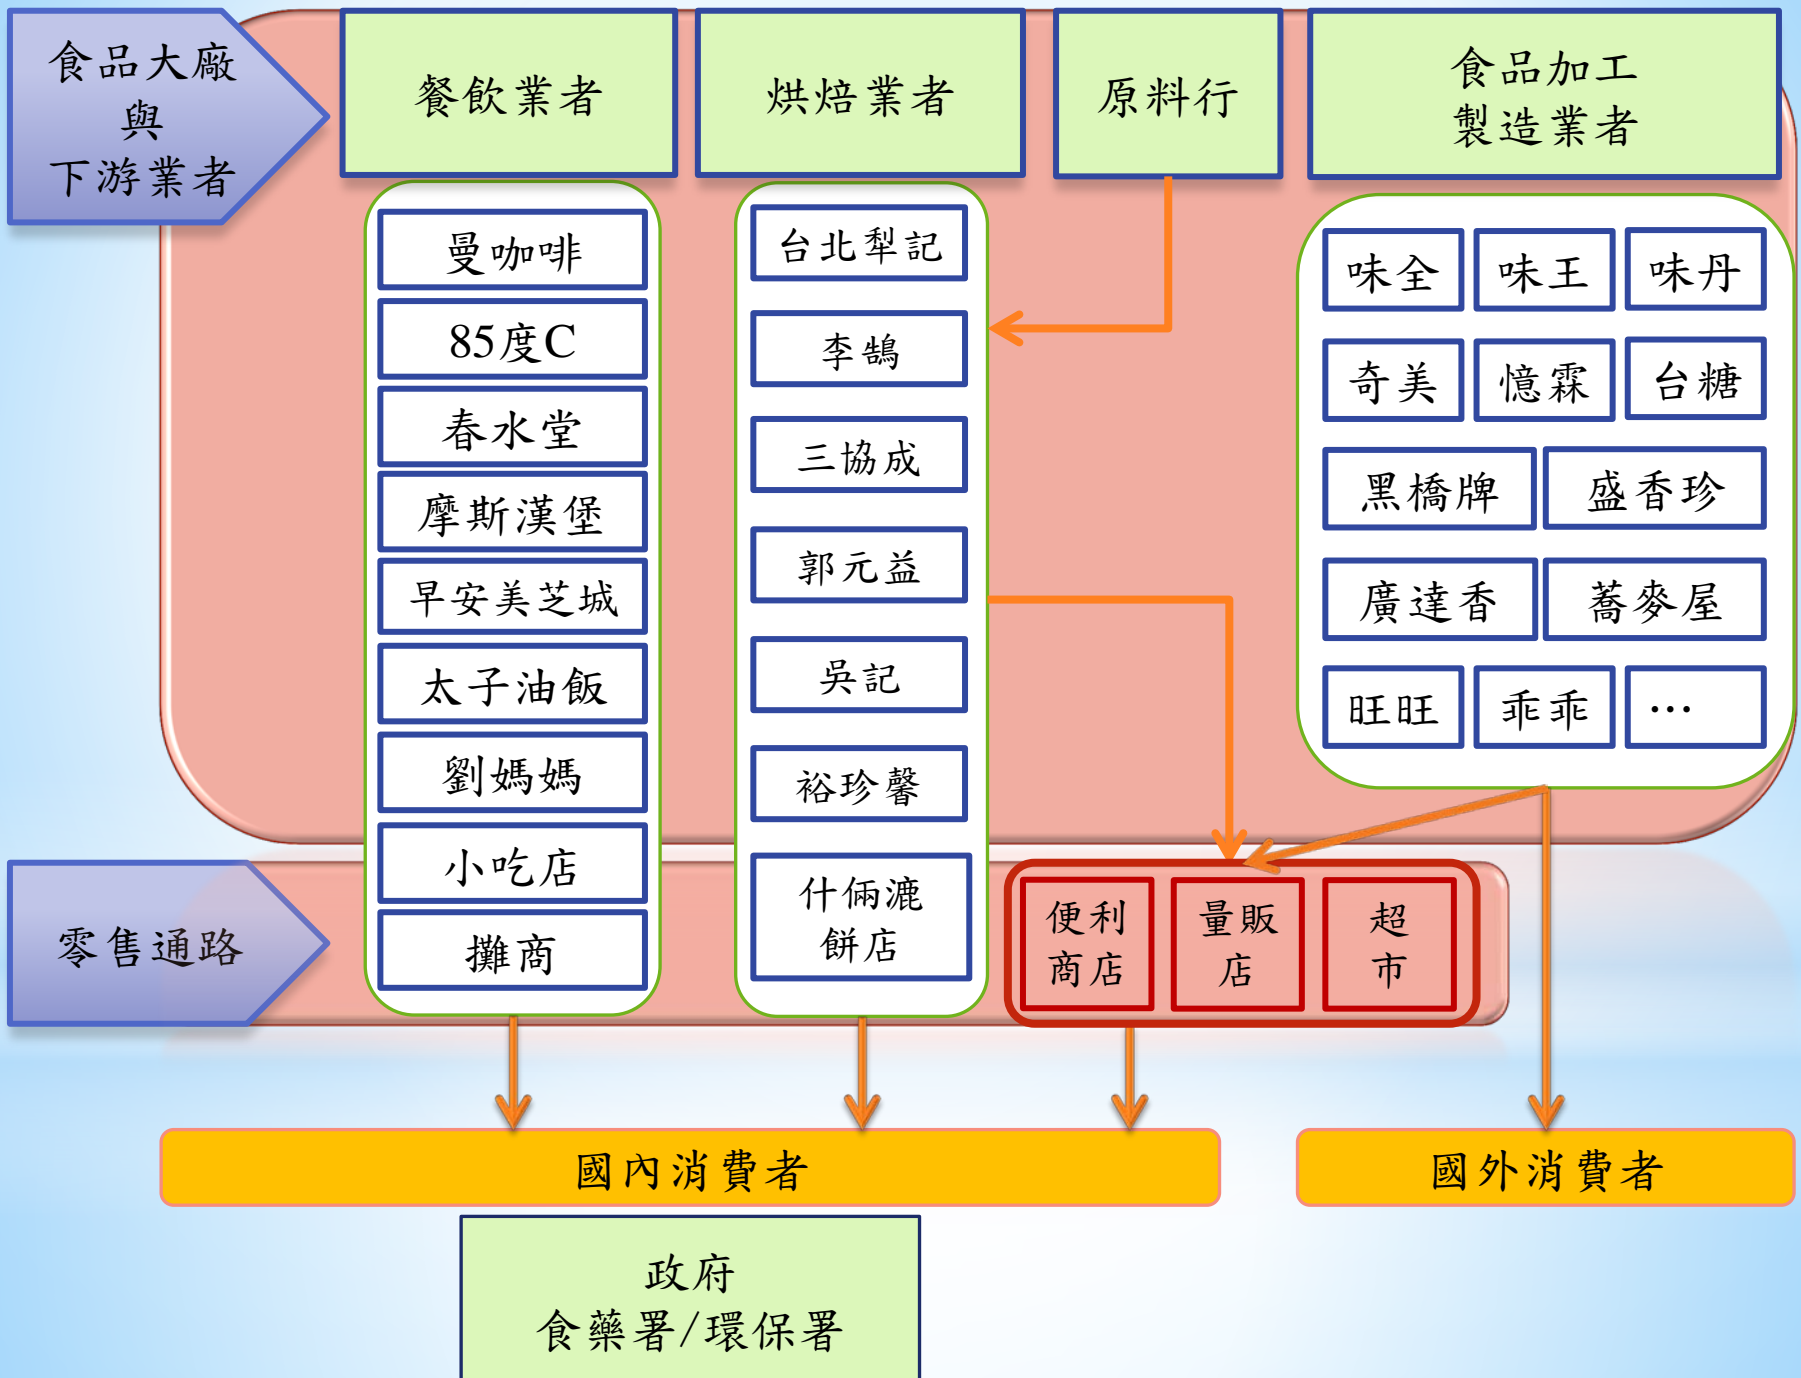 食品大廠
與
下游業者
餐飲業者
烘焙業者
原料行
食品加工
製造業者
曼咖啡
85度C
春水堂
摩斯漢堡
早安美芝城
太子油飯
劉媽媽
小吃店
攤商
台北犁記
李鵠
三協成
郭元益
吳記
裕珍馨
什倆漉
餅店
味全
味王
味丹
奇美
憶霖
台糖
黑橋牌
盛香珍
廣達香
蕎麥屋
旺旺
乖乖
…
零售通路
便利
商店
量販
店
超
市
國內消費者
國外消費者
政府
食藥署/環保署